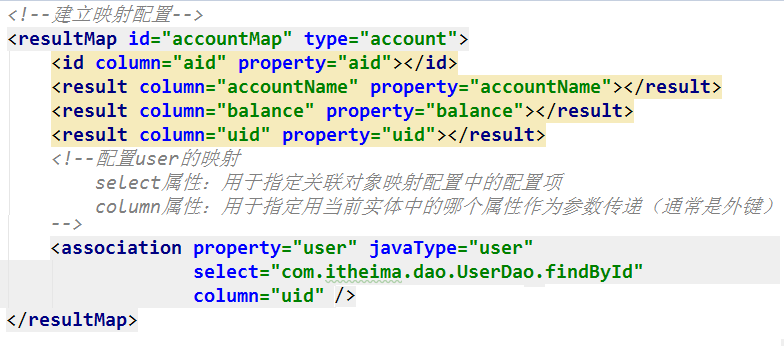 <!--建立映射配置-->
<resultMap id="accountMap" type="account">
<id column="aid" property="aid"></id>
<result column="accountName" property="accountName"></result>
<result column="balance" property="balance"></result>
<result column="uid" property="uid"></result>
<!--配置user的映射
select属性：用于指定关联对象映射配置中的配置项
column属性：用于指定用当前实体中的哪个属性作为参数传递（通常是外键）
-->
<association property="user" javaType="user"
select="com.itheima.dao.UserDao.findById"
column="uid" />
</resultMap>